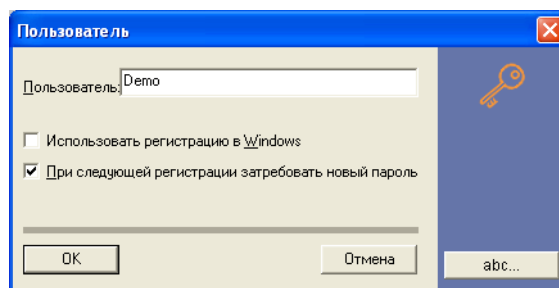 Пользователь
Пользователь: Demo
Использовать регистрацию в Windows
При следующей регистрации затребовать новый пароль
OK Отмена abc...